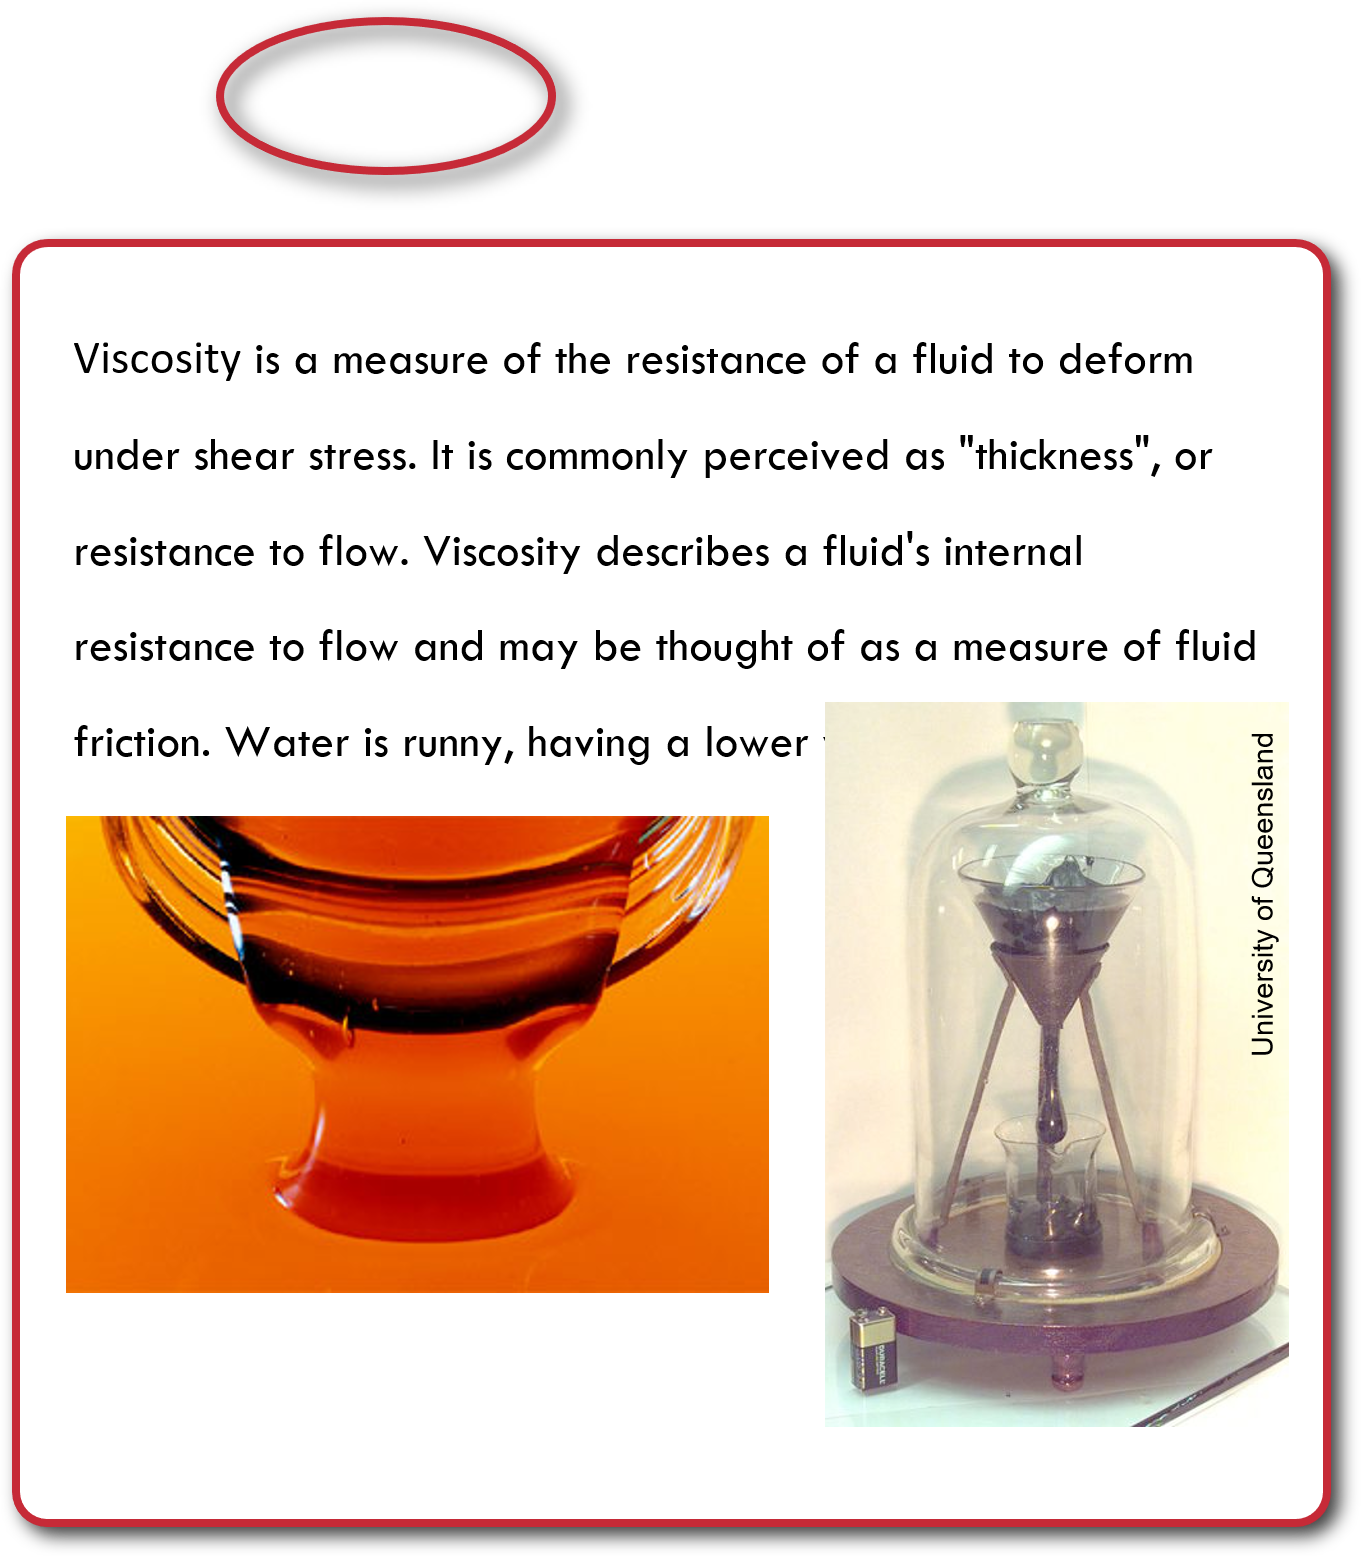 Viscosity is a measure of the resistance of a fluid to deform
under shear stress. It is commonly perceived as "thickness", or
resistance to flow. Viscosity describes a fluid's internal
resistance to flow and may be thought of as a measure of fluid
friction. Water is runny, having a lower
University of Queensland
DURACELL